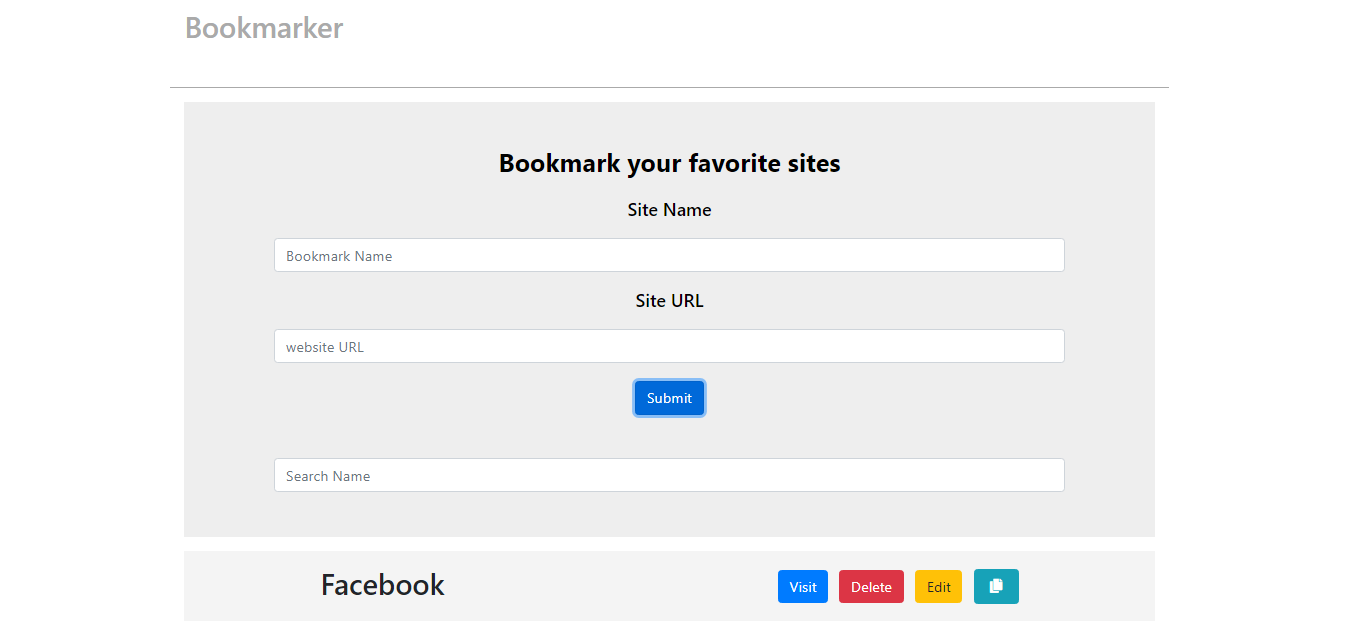 Bookmarker
Bookmark your favorite sites
Site Name
Bookmark Name
Site URL
website URL
Submit
Search Name
Facebook Visit Delete Edit